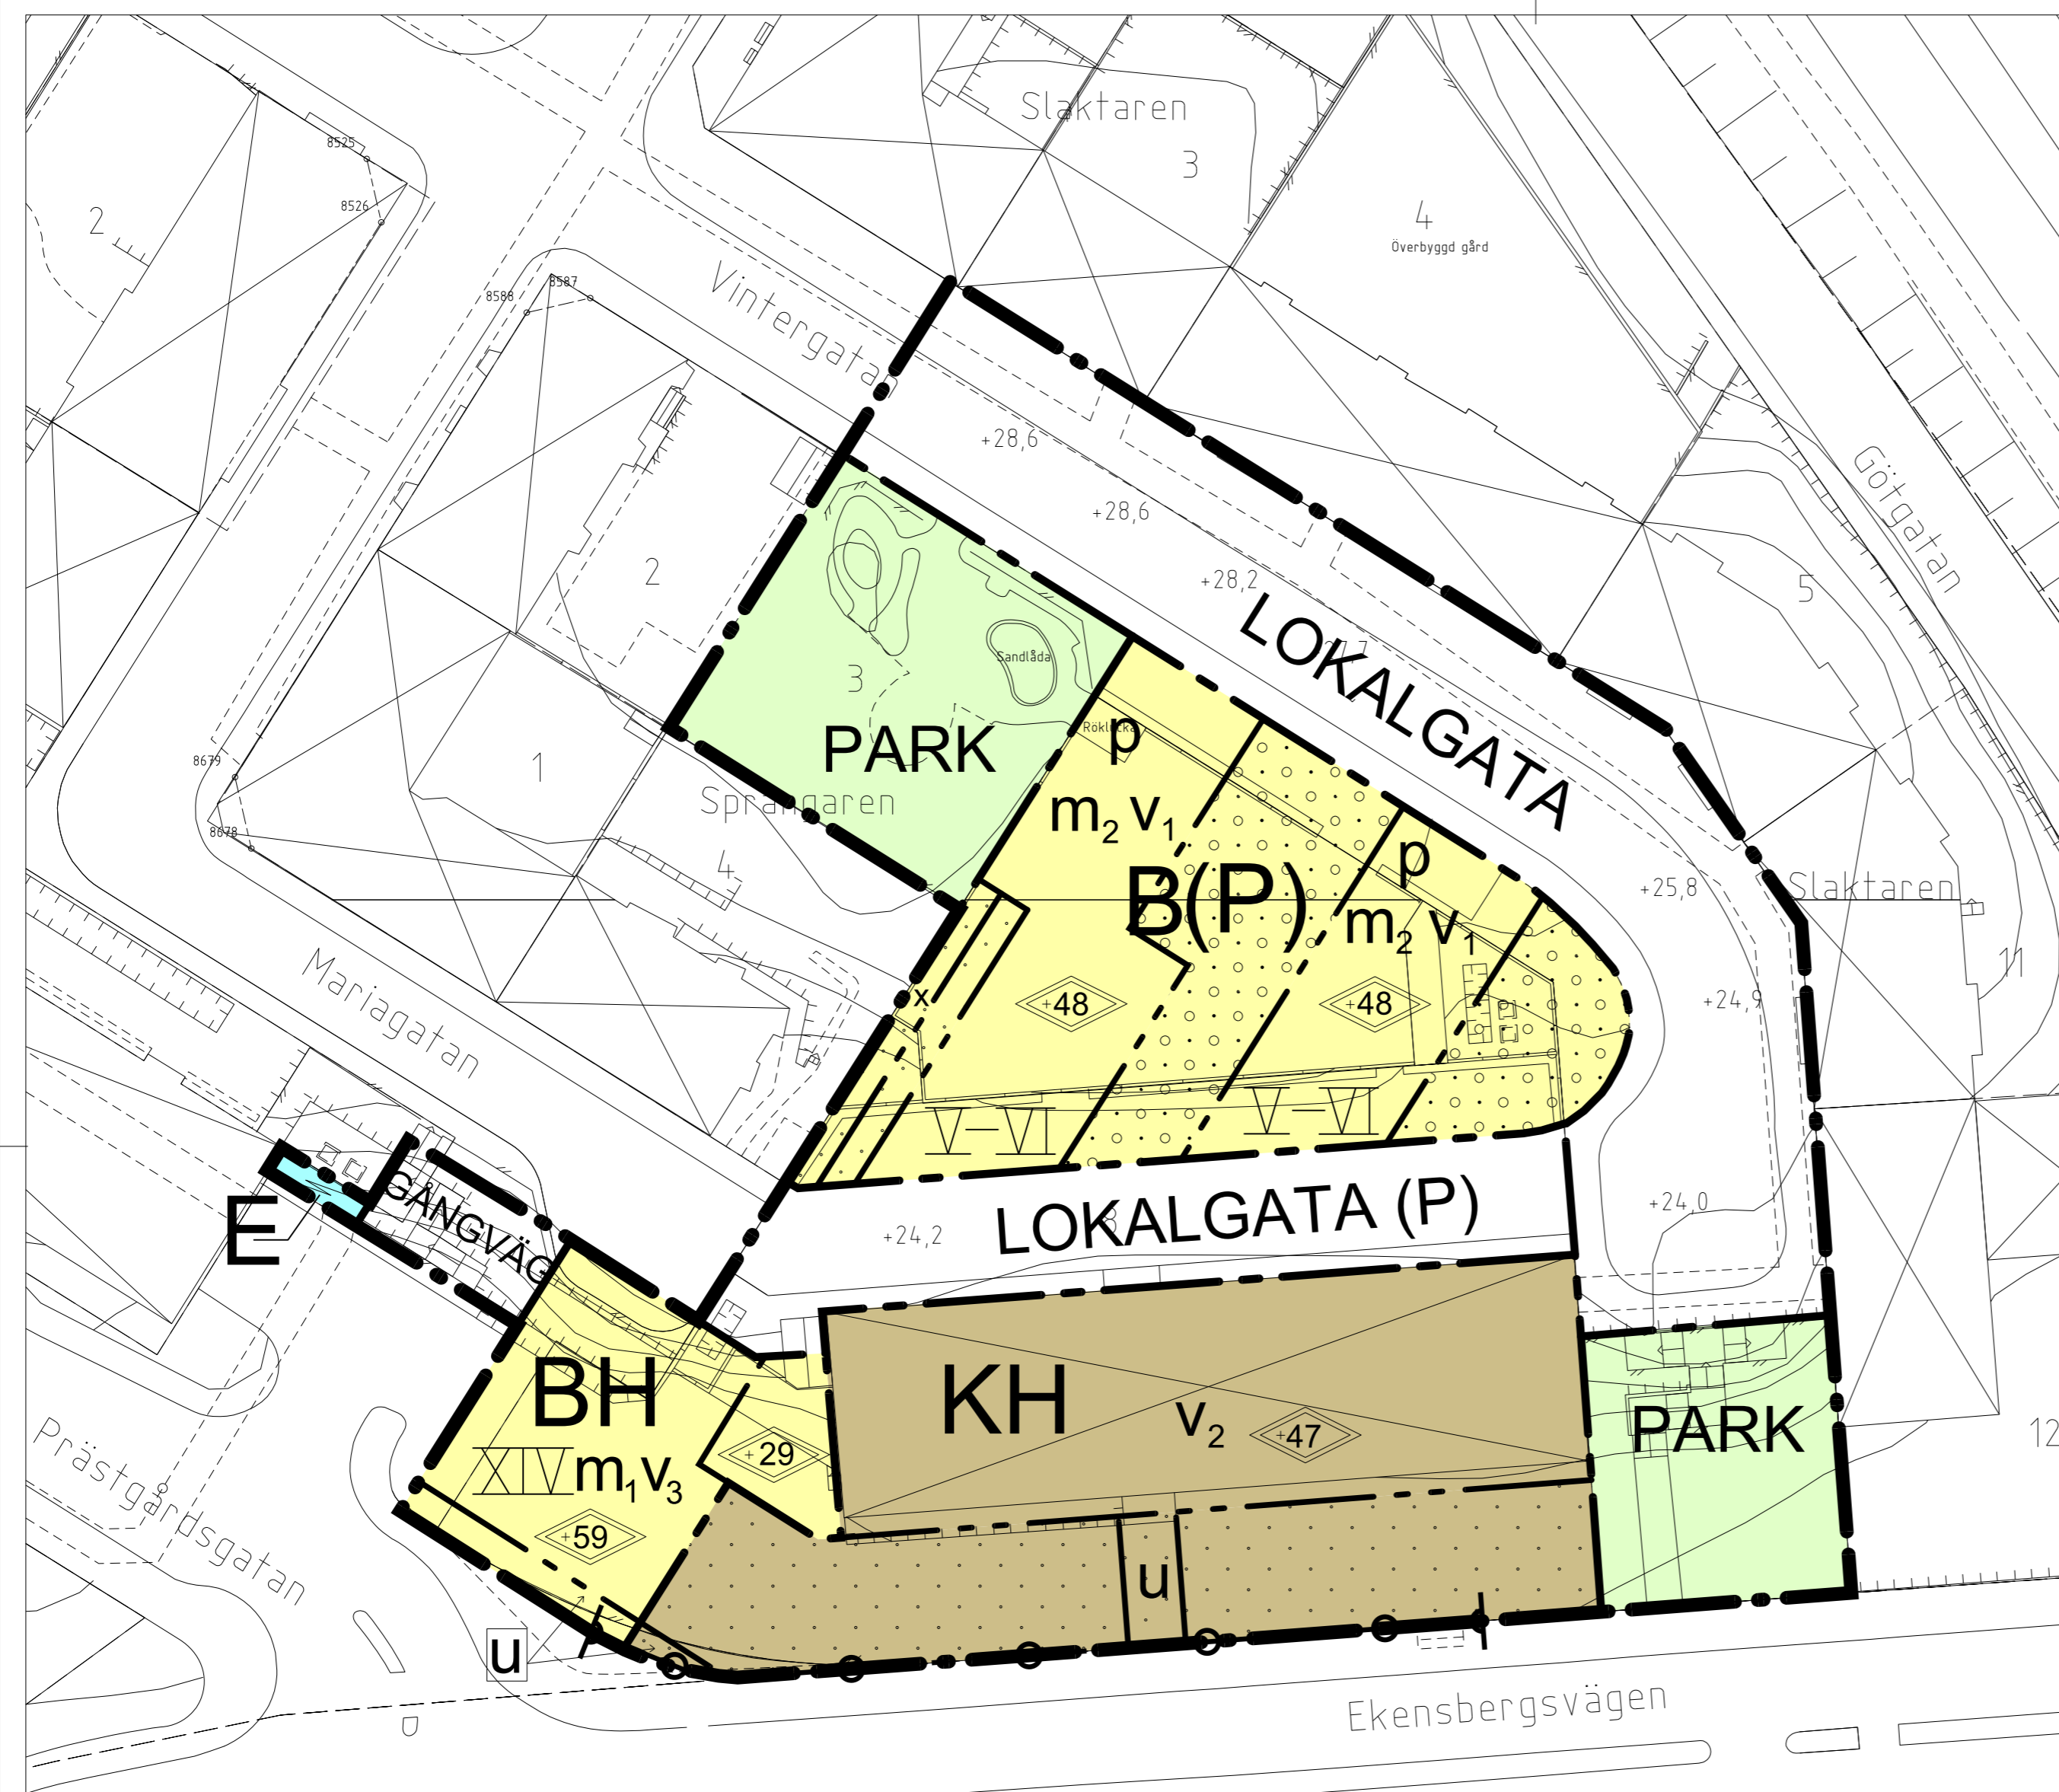 Slaktaren
3
4
Överbyggd gård
8525
8526
2
8587
8588
Vintergatan
+28,6
+28,6
+28,2
LOKALGATA
Götgatan
5
2
Sandlåda
3
PARK
p
m2 v1
8679
1
Sprängaren
8678
4
B(P)
p
m2 v1
+25,8
Slaktaren
11
Mariagatan
x
+48
+48
+24,9
V-VI
V-VI
E
GÅNGVÄG
LOKALGATA (P)
+24,2
+24,0
BH
KH
v2
+47
PARK
12
XIV m1v3
+29
+59
Prästgårdsgatan
u
u
Ekensbergsvägen